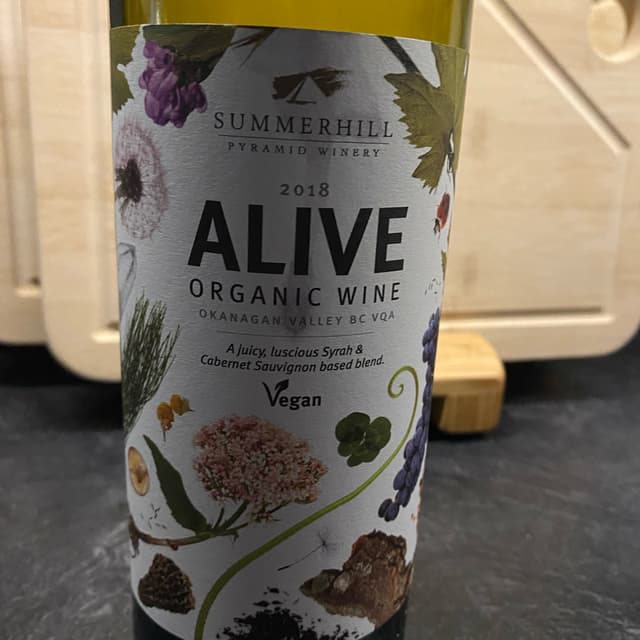 SUMMERHILL
PYRAMID WINERY
2018
ALIVE
ORGANIC WINE
OKANAGAN VALLEY BC VQA
A juicy, luscious Syrah &
Cabernet Sauvignon based blend.
Vegan